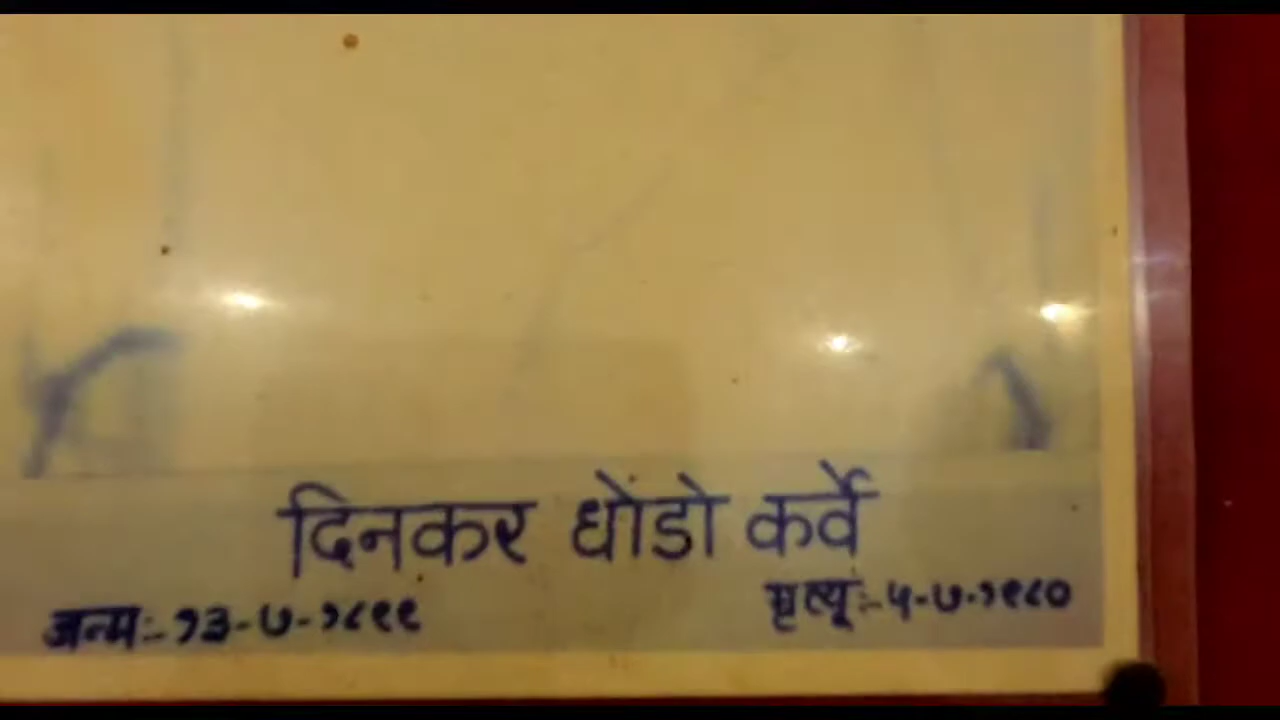 दिनकर धोंडो कर्वे
जन्म:- १३-७-१८९९
मृत्यू:- ५-७-१९८०